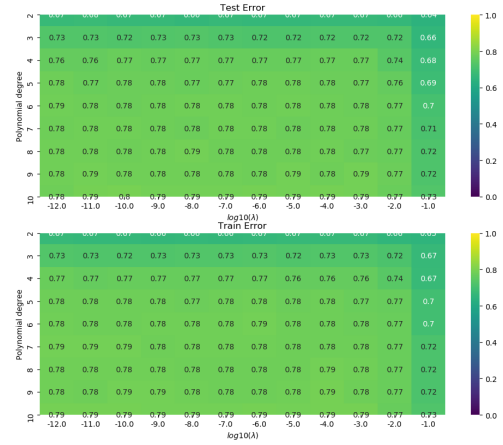 Test Error
2
3 0.73 0.73 0.72 0.73 0.73 0.73 0.72 0.72 0.72 0.72 0.72 0.66
4 0.76 0.76 0.77 0.77 0.77 0.77 0.77 0.77 0.77 0.77 0.74 0.68
5 0.78 0.77 0.78 0.78 0.77 0.77 0.78 0.77 0.78 0.77 0.76 0.69
6 0.79 0.78 0.78 0.78 0.78 0.78 0.78 0.78 0.78 0.78 0.77 0.7
7 0.78 0.78 0.78 0.78 0.78 0.78 0.78 0.78 0.78 0.78 0.77 0.71
8 0.78 0.79 0.78 0.78 0.79 0.78 0.78 0.78 0.78 0.78 0.77 0.72
9 0.78 0.79 0.78 0.79 0.78 0.79 0.78 0.78 0.79 0.79 0.77 0.72
10 0.78 0.79 0.8 0.79 0.79 0.79 0.79 0.79 0.79 0.79 0.77 0.73
Polynomial degree
-12.0 -11.0 -10.0 -9.0 -8.0 -7.0 -6.0 -5.0 -4.0 -3.0 -2.0 -1.0
log10(λ)
1.0
0.8
0.6
0.4
0.2
0.0
Train Error
2
3 0.73 0.73 0.72 0.73 0.73 0.73 0.73 0.73 0.73 0.73 0.72 0.67
4 0.77 0.77 0.77 0.77 0.77 0.77 0.77 0.76 0.76 0.76 0.74 0.67
5 0.78 0.78 0.78 0.78 0.78 0.77 0.78 0.78 0.78 0.78 0.77 0.7
6 0.78 0.78 0.78 0.78 0.78 0.78 0.79 0.78 0.78 0.78 0.77 0.7
7 0.79 0.79 0.78 0.78 0.78 0.78 0.78 0.78 0.78 0.78 0.78 0.72
8 0.78 0.78 0.78 0.78 0.78 0.78 0.78 0.78 0.79 0.78 0.77 0.72
9 0.78 0.78 0.78 0.79 0.78 0.78 0.78 0.78 0.79 0.78 0.77 0.72
10 0.79 0.79 0.79 0.79 0.79 0.79 0.79 0.79 0.79 0.79 0.77 0.73
Polynomial degree
-12.0 -11.0 -10.0 -9.0 -8.0 -7.0 -6.0 -5.0 -4.0 -3.0 -2.0 -1.0
log10(λ)
1.0
0.8
0.6
0.4
0.2
0.0